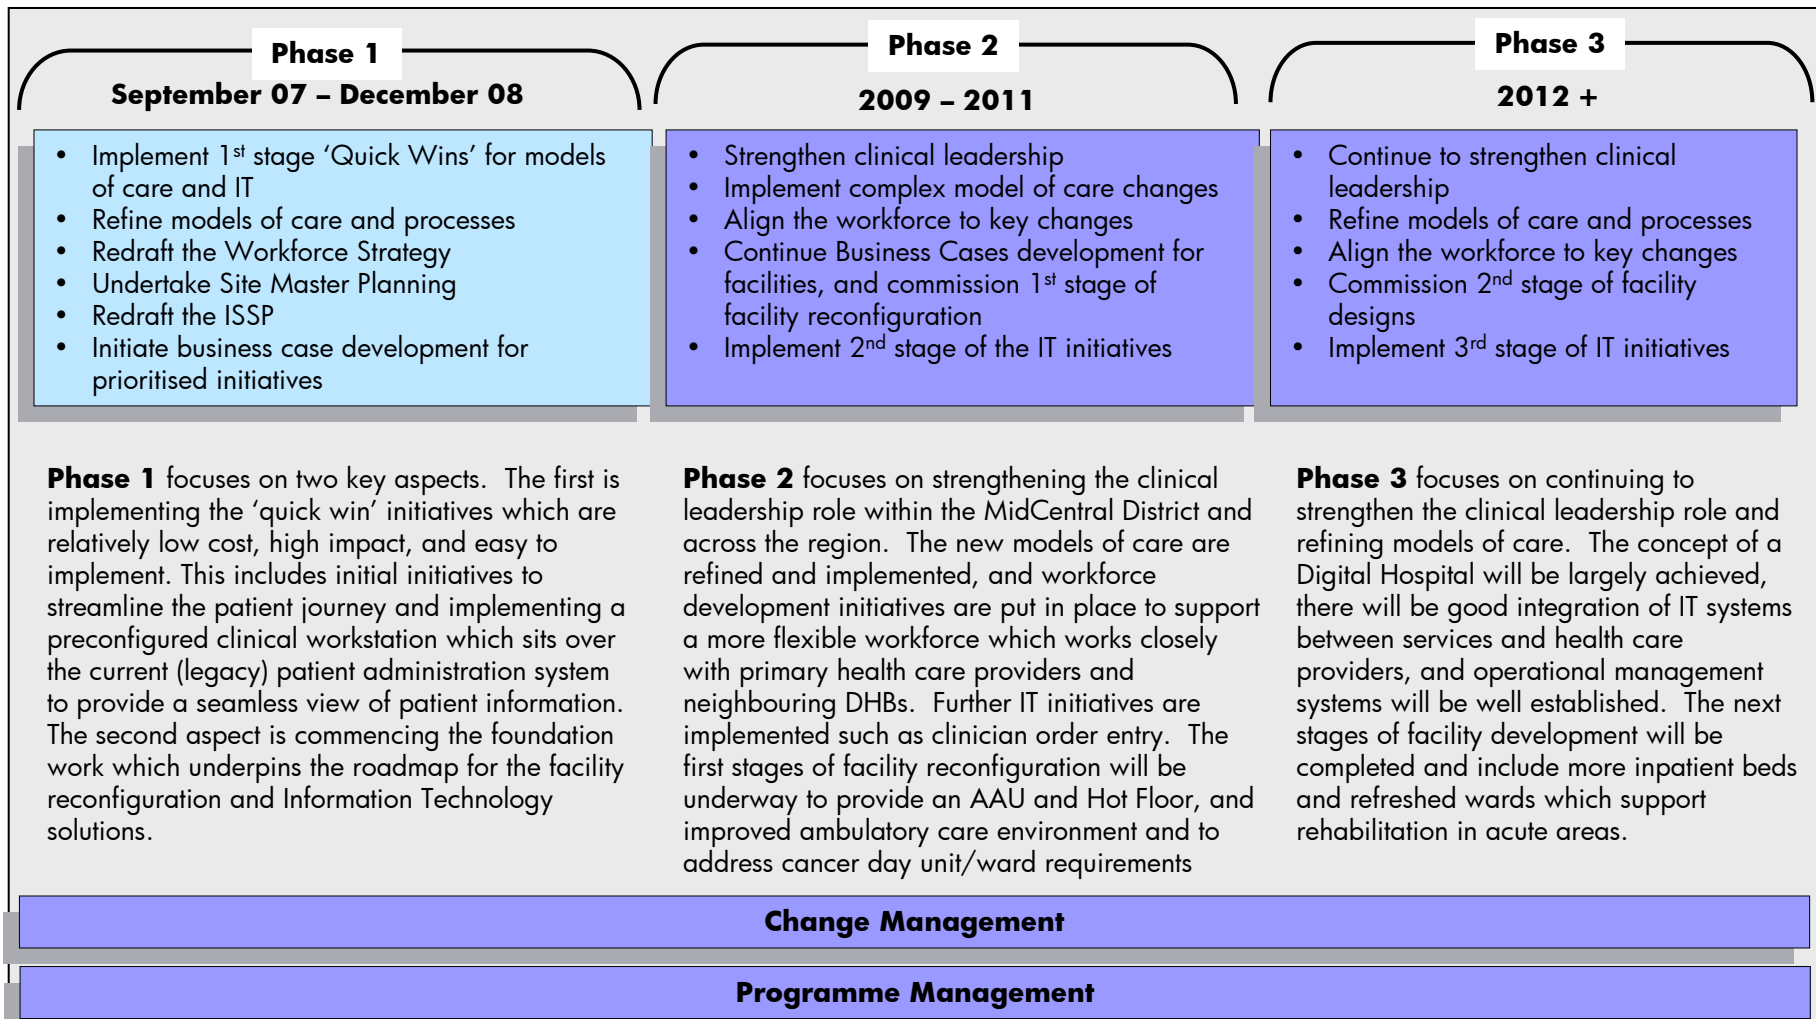 Phase 1
September 07 – December 08
• Implement 1st stage ‘Quick Wins’ for models
of care and IT
• Refine models of care and processes
• Redraft the Workforce Strategy
• Undertake Site Master Planning
• Redraft the ISSP
• Initiate business case development for
prioritised initiatives
Phase 2
2009 – 2011
• Strengthen clinical leadership
• Implement complex model of care changes
• Align the workforce to key changes
• Continue Business Cases development for
facilities, and commission 1st stage of
facility reconfiguration
• Implement 2nd stage of the IT initiatives
Phase 3
2012 +
• Continue to strengthen clinical
leadership
• Refine models of care and processes
• Align the workforce to key changes
• Commission 2nd stage of facility
designs
• Implement 3rd stage of IT initiatives
Phase 1 focuses on two key aspects. The first is
implementing the ‘quick win’ initiatives which are
relatively low cost, high impact, and easy to
implement. This includes initial initiatives to
streamline the patient journey and implementing a
preconfigured clinical workstation which sits over
the current (legacy) patient administration system
to provide a seamless view of patient information.
The second aspect is commencing the foundation
work which underpins the roadmap for the facility
reconfiguration and Information Technology
solutions.
Phase 2 focuses on strengthening the clinical
leadership role within the MidCentral District and
across the region. The new models of care are
refined and implemented, and workforce
development initiatives are put in place to support
a more flexible workforce which works closely
with primary health care providers and
neighbouring DHBs. Further IT initiatives are
implemented such as clinician order entry. The
first stages of facility reconfiguration will be
underway to provide an AAU and Hot Floor, and
improved ambulatory care environment and to
address cancer day unit/ward requirements
Phase 3 focuses on continuing to
strengthen the clinical leadership role and
refining models of care. The concept of a
Digital Hospital will be largely achieved,
there will be good integration of IT systems
between services and health care
providers, and operational management
systems will be well established. The next
stages of facility development will be
completed and include more inpatient beds
and refreshed wards which support
rehabilitation in acute areas.
Change Management
Programme Management